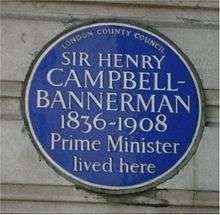 LONDON COUNTY COUNCIL
SIR HENRY
CAMPBELL-
BANNERMAN
1836-1908
Prime Minister
lived here